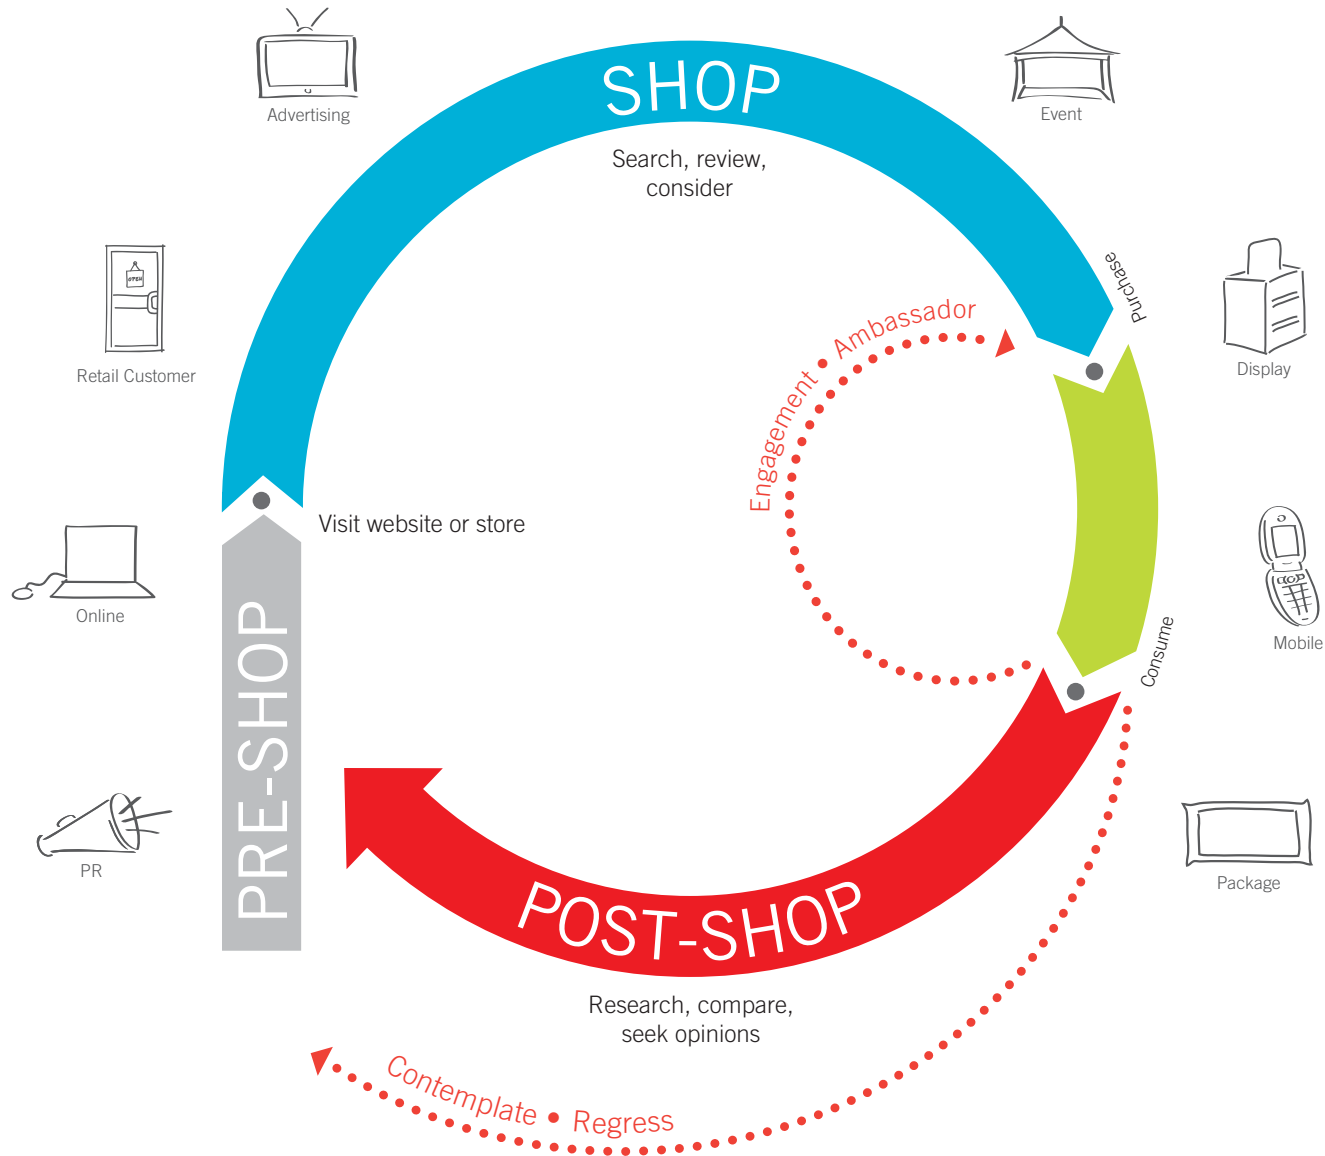 SHOP
Search, review,
consider
Advertising
Event
Retail Customer
OPEN
Purchase
Display
Engagement • Ambassador
Visit website or store
Online
PRE-SHOP
Mobile
Consume
PR
Package
POST-SHOP
Research, compare,
seek opinions
Contemplate • Regress